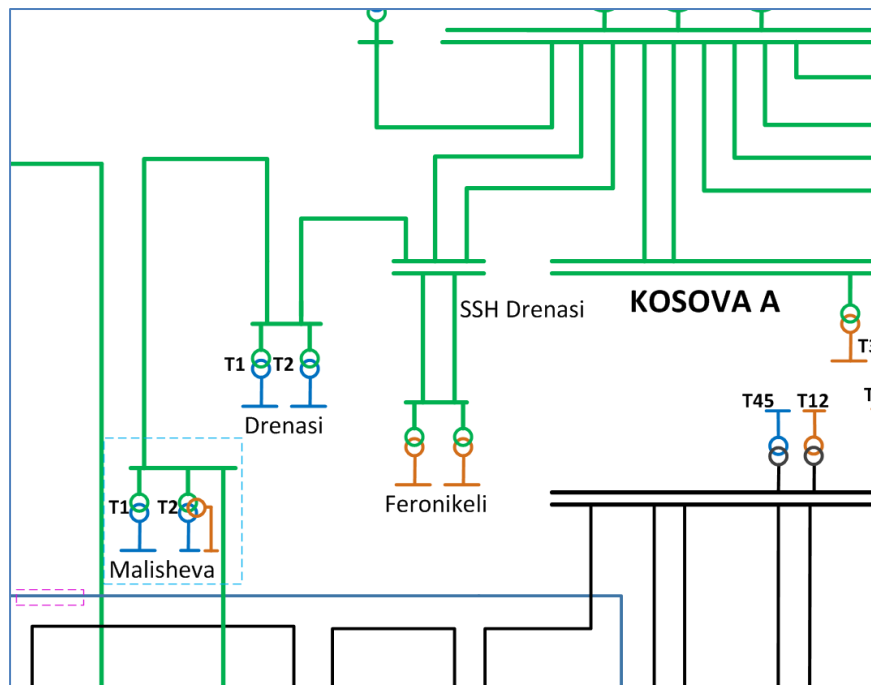 SSH Drenasi
KOSOVA A
T1 T2
Drenasi
T45 T12
Feronikeli
T1 T2
Malisheva